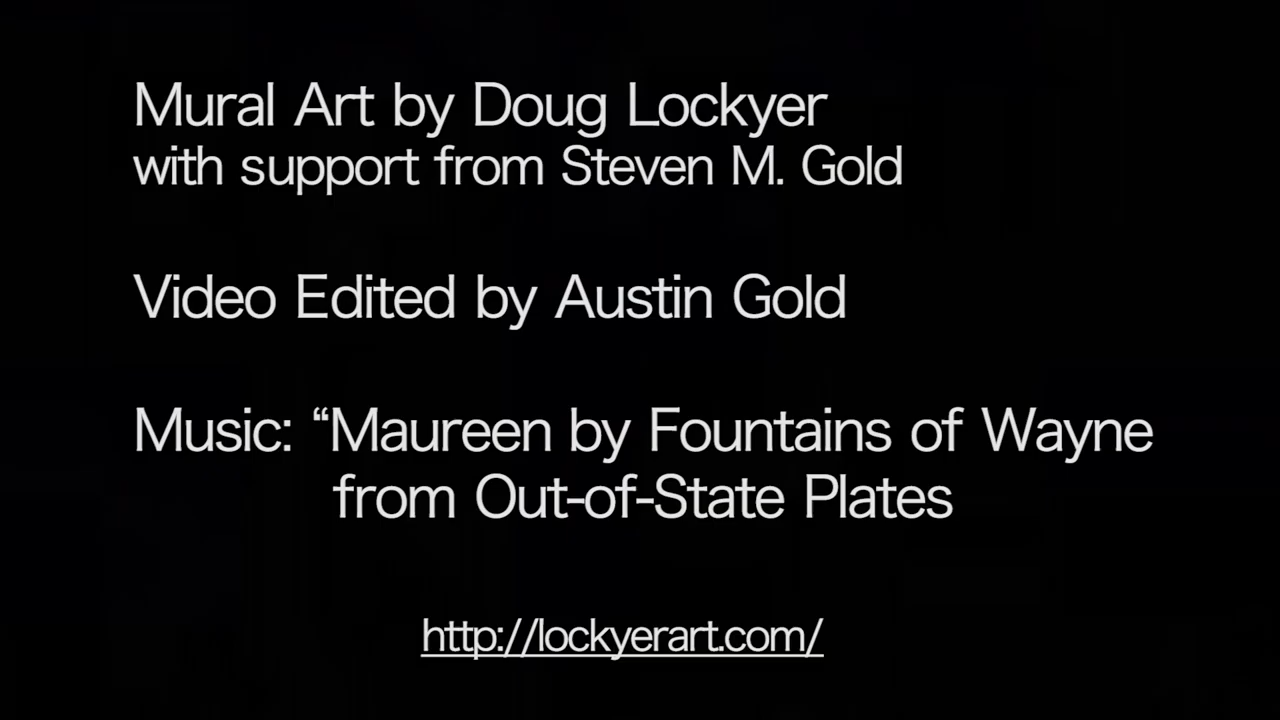 Mural Art by Doug Lockyer
with support from Steven M. Gold
Video Edited by Austin Gold
Music: “Maureen by Fountains of Wayne
from Out-of-State Plates
http://lockyerart.com/